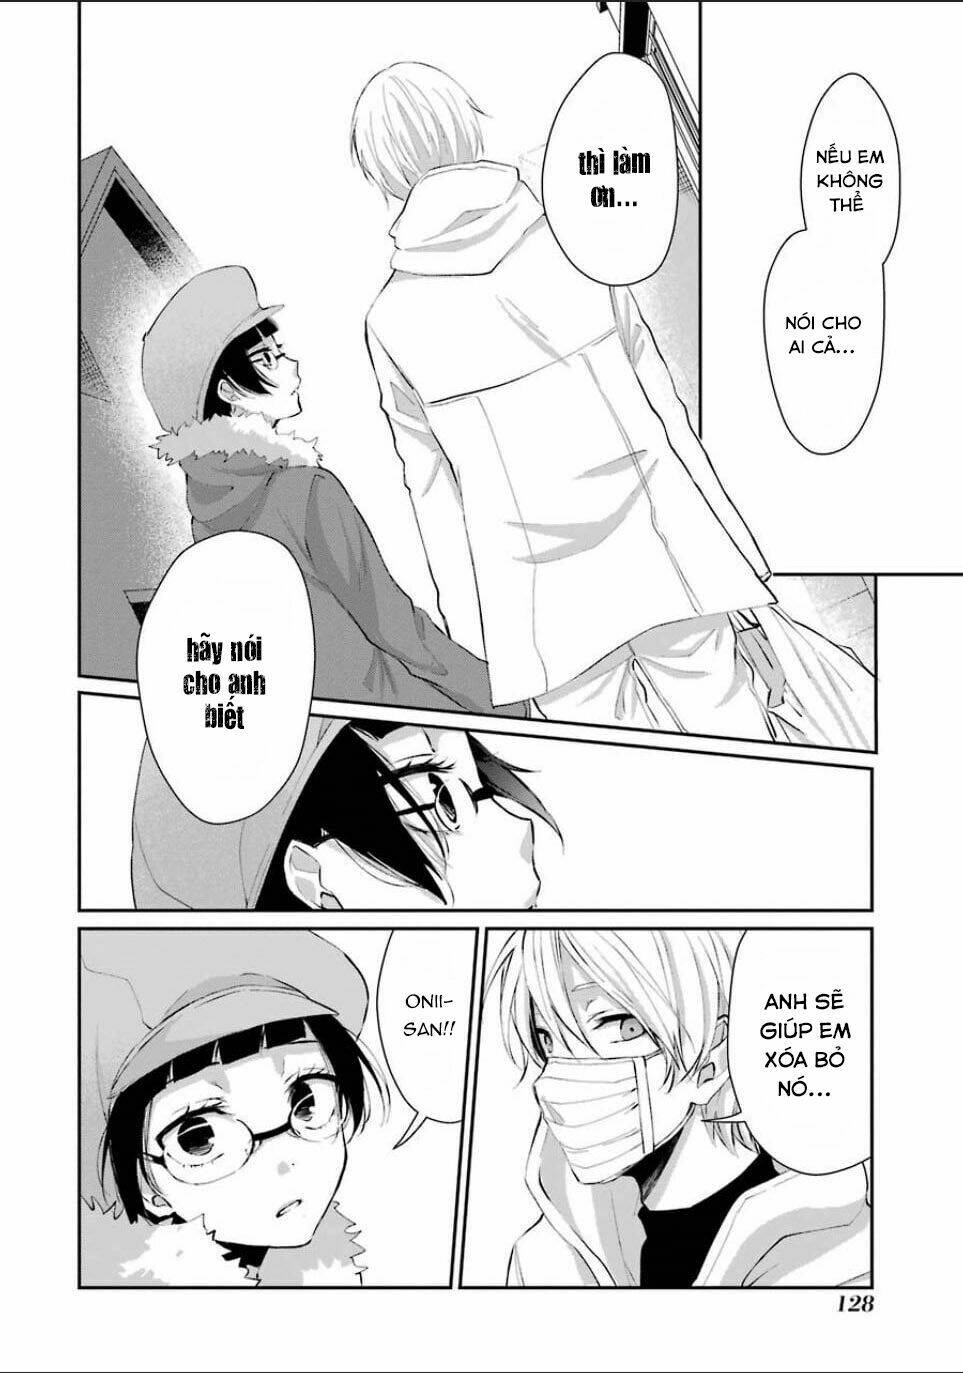 NẾU EM
KHÔNG
THỂ
NÓI CHO
AI CẢ...
thì làm
ơn...
hãy nói
cho anh
biết
ANH SẼ
GIÚP EM
XÓA BỎ
NÓ...
ONII-
SAN!!
128